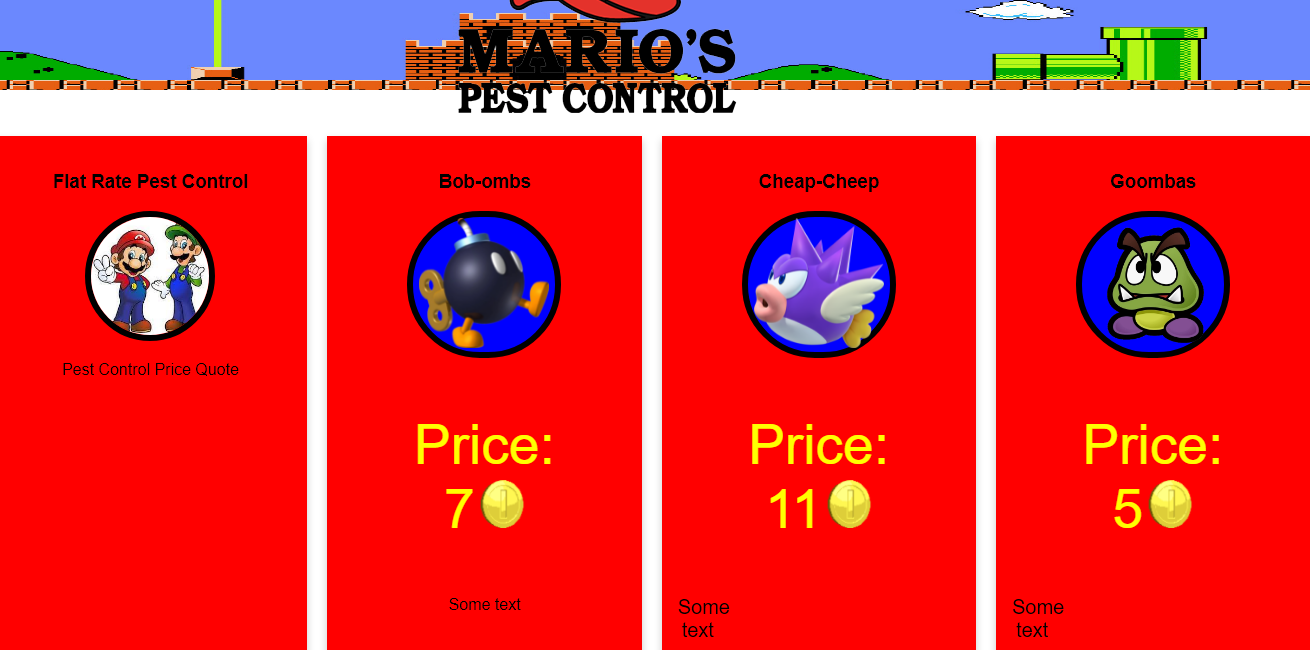 MARIO'S
PEST CONTROL
Flat Rate Pest Control
Pest Control Price Quote
Bob-ombs
Price:
7
Some text
Cheap-Cheep
Price:
11
Some
text
Goombas
Price:
5
Some
text